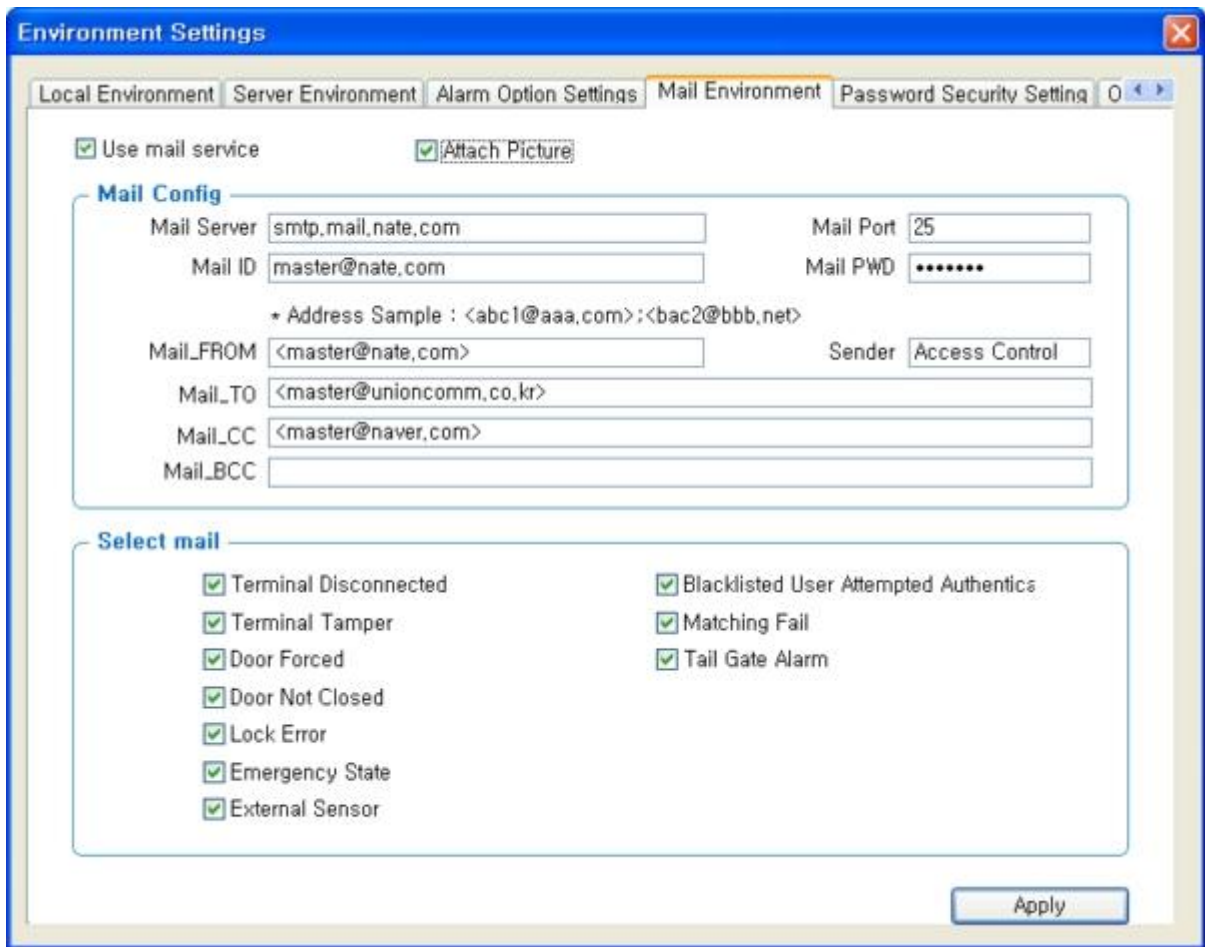 Environment Settings
Local Environment Server Environment Alarm Option Settings Mail Environment Password Security Setting O
Use mail service Attach Picture
Mail Config
Mail Server smtp.mail.nate.com Mail Port 25
Mail ID master@nate.com Mail PWD •••••••
* Address Sample : <abc1@aaa.com>;<bac2@bbb.net>
Mail_FROM <master@nate.com> Sender Access Control
Mail_TO <master@unioncomm.co.kr>
Mail_CC <master@naver.com>
Mail_BCC
Select mail
Terminal Disconnected Blacklisted User Attempted Authentica
Terminal Tamper Matching Fail
Door Forced Tail Gate Alarm
Door Not Closed
Lock Error
Emergency State
External Sensor
Apply